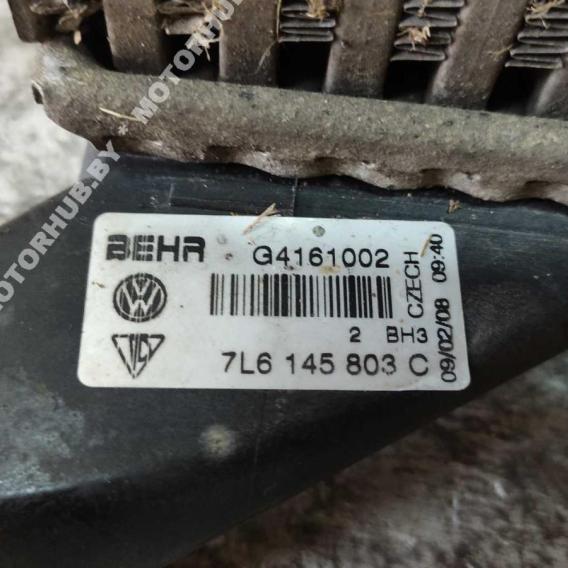 MOTORHUB.BY * MOTORHUB
BEHR G4161002
2 BH3
7L6 145 803 C
CZECH
09/02/08 09:40